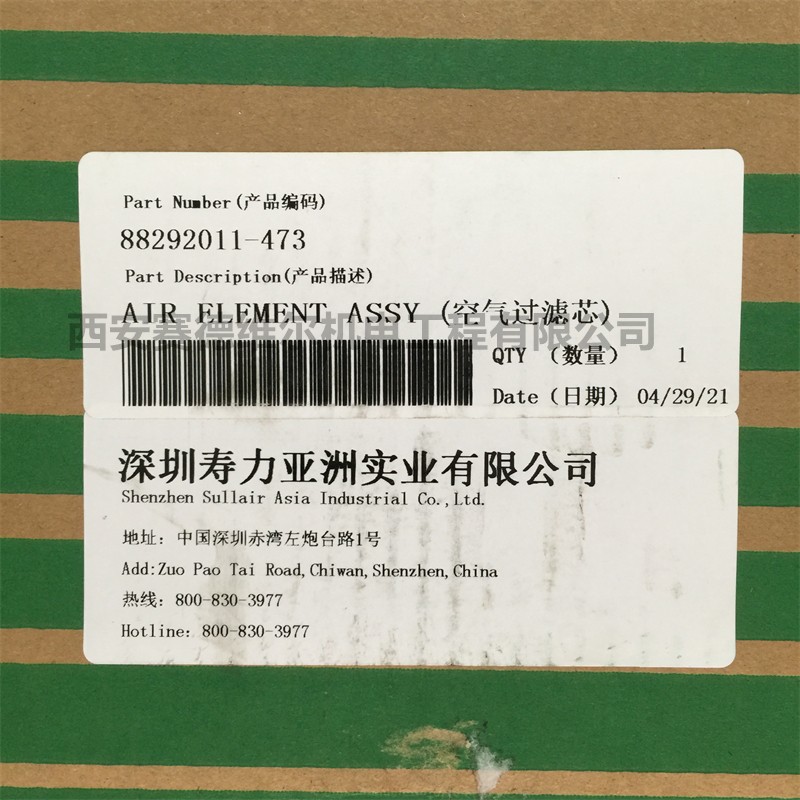 Part Number(产品编码)
88292011-473
Part Description(产品描述)
AIR ELEMENT ASSY (空气过滤芯)
西安赛德维尔机电工程有限公司
QTY （数量） 1
Date（日期） 04/29/21
深圳寿力亚洲实业有限公司
Shenzhen Sullair Asia Industrial Co.,Ltd.
地址：中国深圳赤湾左炮台路1号
Add:Zuo Pao Tai Road,Chiwan,Shenzhen,China
热线：800-830-3977
Hotline：800-830-3977